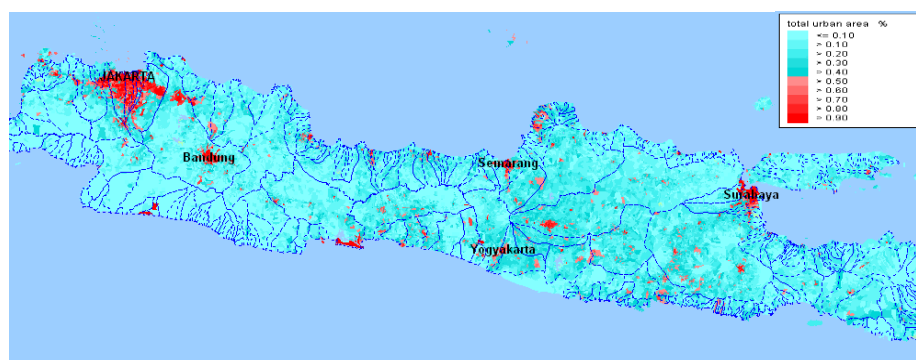 total urban area %
<= 0.10
> 0.10
> 0.20
> 0.30
> 0.40
> 0.50
> 0.60
> 0.70
> 0.80
> 0.90
JAKARTA
Bandung
Semarang
Surabaya
Yogyakarta